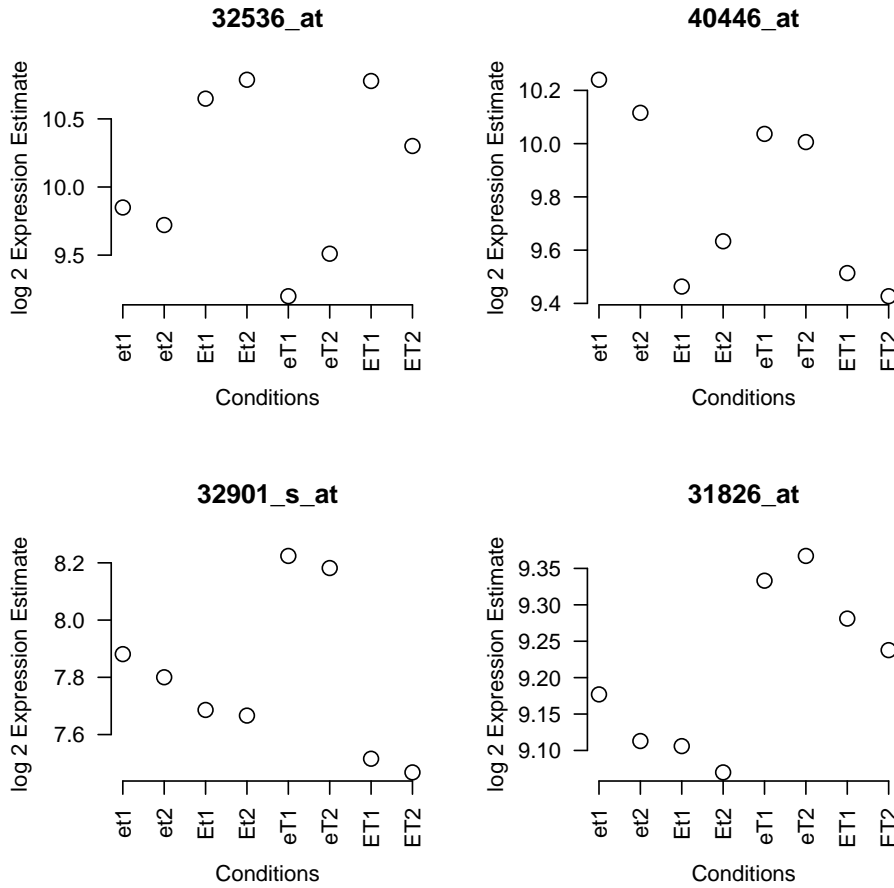 32536_at
log 2 Expression Estimate
10.5
10.0
9.5
et1 et2 Et1 Et2 eT1 eT2 ET1 ET2
Conditions
40446_at
log 2 Expression Estimate
10.2
10.0
9.8
9.6
9.4
et1 et2 Et1 Et2 eT1 eT2 ET1 ET2
Conditions
32901_s_at
log 2 Expression Estimate
8.2
8.0
7.8
7.6
et1 et2 Et1 Et2 eT1 eT2 ET1 ET2
Conditions
31826_at
log 2 Expression Estimate
9.35
9.30
9.25
9.20
9.15
9.10
et1 et2 Et1 Et2 eT1 eT2 ET1 ET2
Conditions